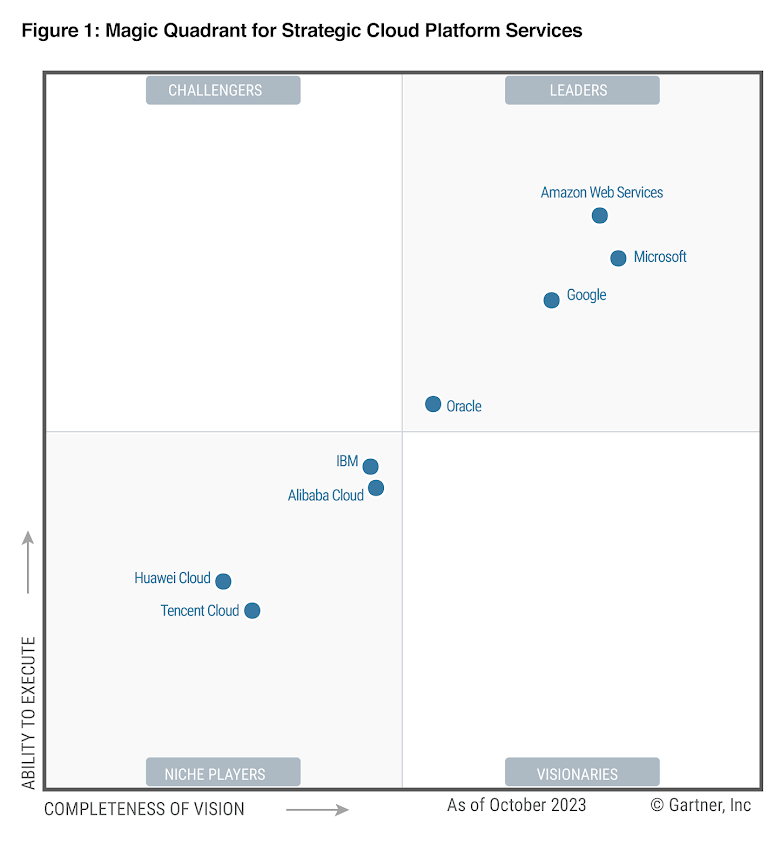 Figure 1: Magic Quadrant for Strategic Cloud Platform Services
CHALLENGERS
LEADERS
Amazon Web Services
Microsoft
Google
Oracle
IBM
Alibaba Cloud
Huawei Cloud
Tencent Cloud
ABILITY TO EXECUTE
NICHE PLAYERS
VISIONARIES
COMPLETENESS OF VISION
As of October 2023
© Gartner, Inc